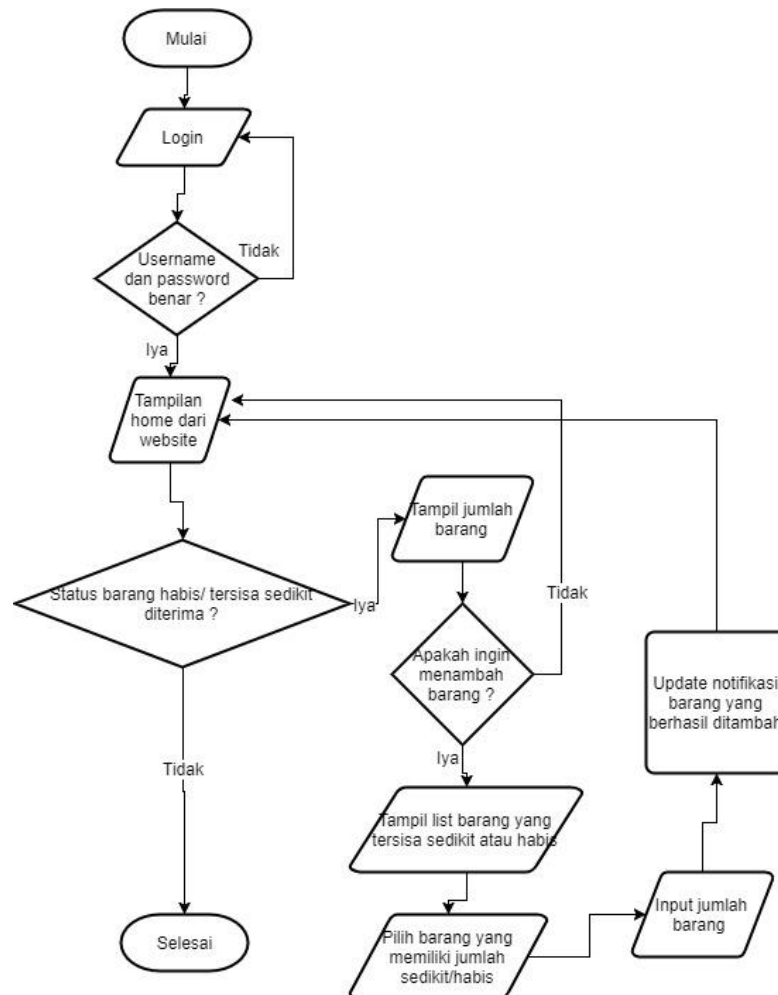 Mulai
Login
Username
dan password
benar ?
Tidak
Iya
Tampilan
home dari
website
Status barang habis/ tersisa sedikit
diterima ?
Iya
Tampil jumlah
barang
Apakah ingin
menambah
barang ?
Tidak
Iya
Tampil list barang yang
tersisa sedikit atau habis
Pilih barang yang
memiliki jumlah
sedikit/habis
Input jumlah
barang
Update notifikasi
barang yang
berhasil ditambah
Tidak
Selesai